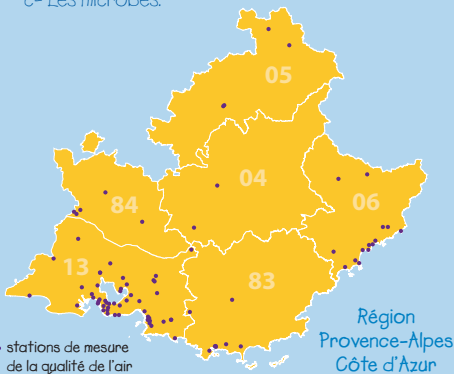 c- Les microbes.
05
04
06
84
13
83
Région
Provence-Alpes
Côte d'Azur
stations de mesure
de la qualité de l'air